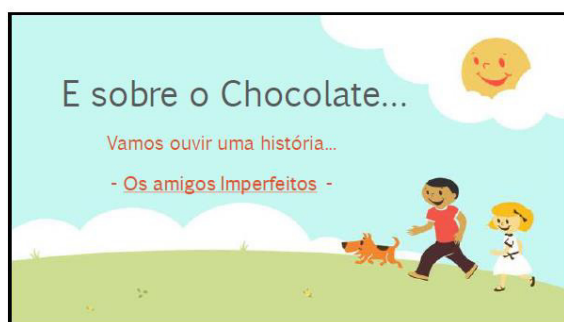 E sobre o Chocolate...
Vamos ouvir uma história...
- Os amigos Imperfeitos -